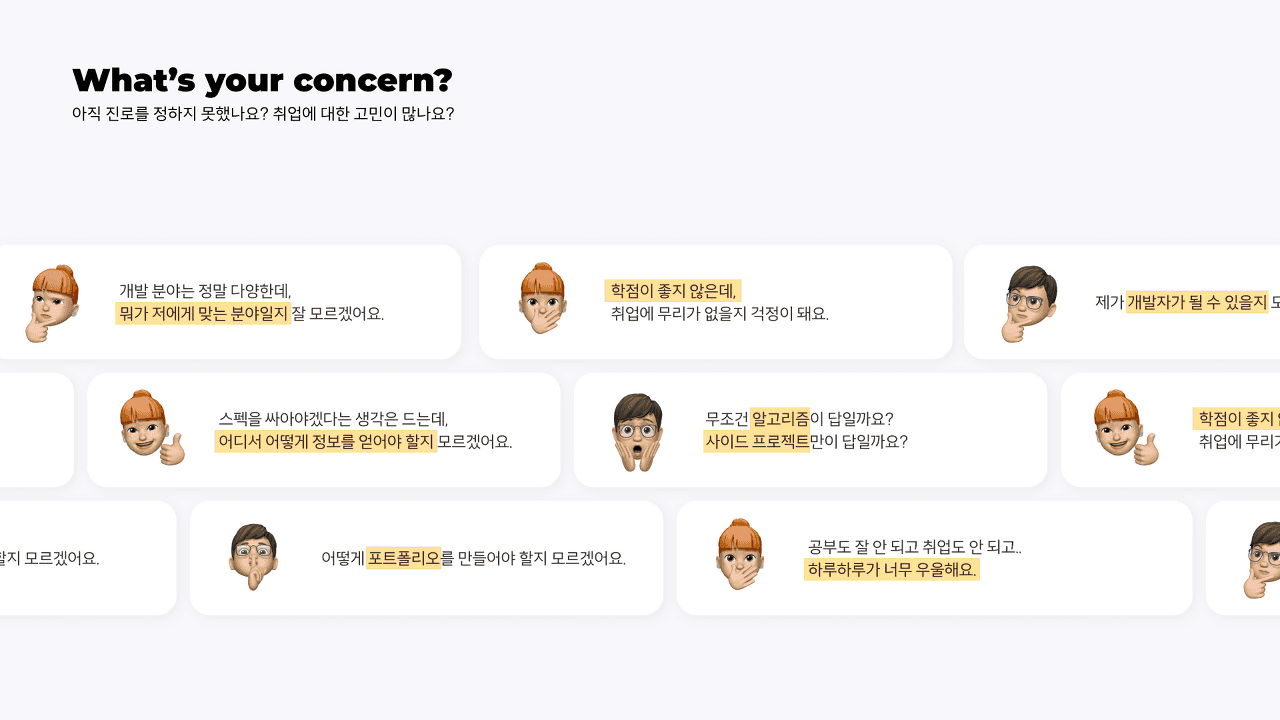 What's your concern?
아직 진로를 정하지 못했나요? 취업에 대한 고민이 많나요?
개발 분야는 정말 다양한데,
뭐가 저에게 맞는 분야일지 잘 모르겠어요.
학점이 좋지 않은데,
취업에 무리가 없을지 걱정이 돼요.
제가 개발자가 될 수 있을지
스펙을 싸아야겠다는 생각은 드는데,
어디서 어떻게 정보를 얻어야 할지 모르겠어요.
무조건 알고리즘이 답일까요?
사이드 프로젝트만이 답일까요?
학점이 좋지
취업에 무리가
할지 모르겠어요.
어떻게 포트폴리오를 만들어야 할지 모르겠어요.
공부도 잘 안 되고 취업도 안 되고..
하루하루가 너무 우울해요.